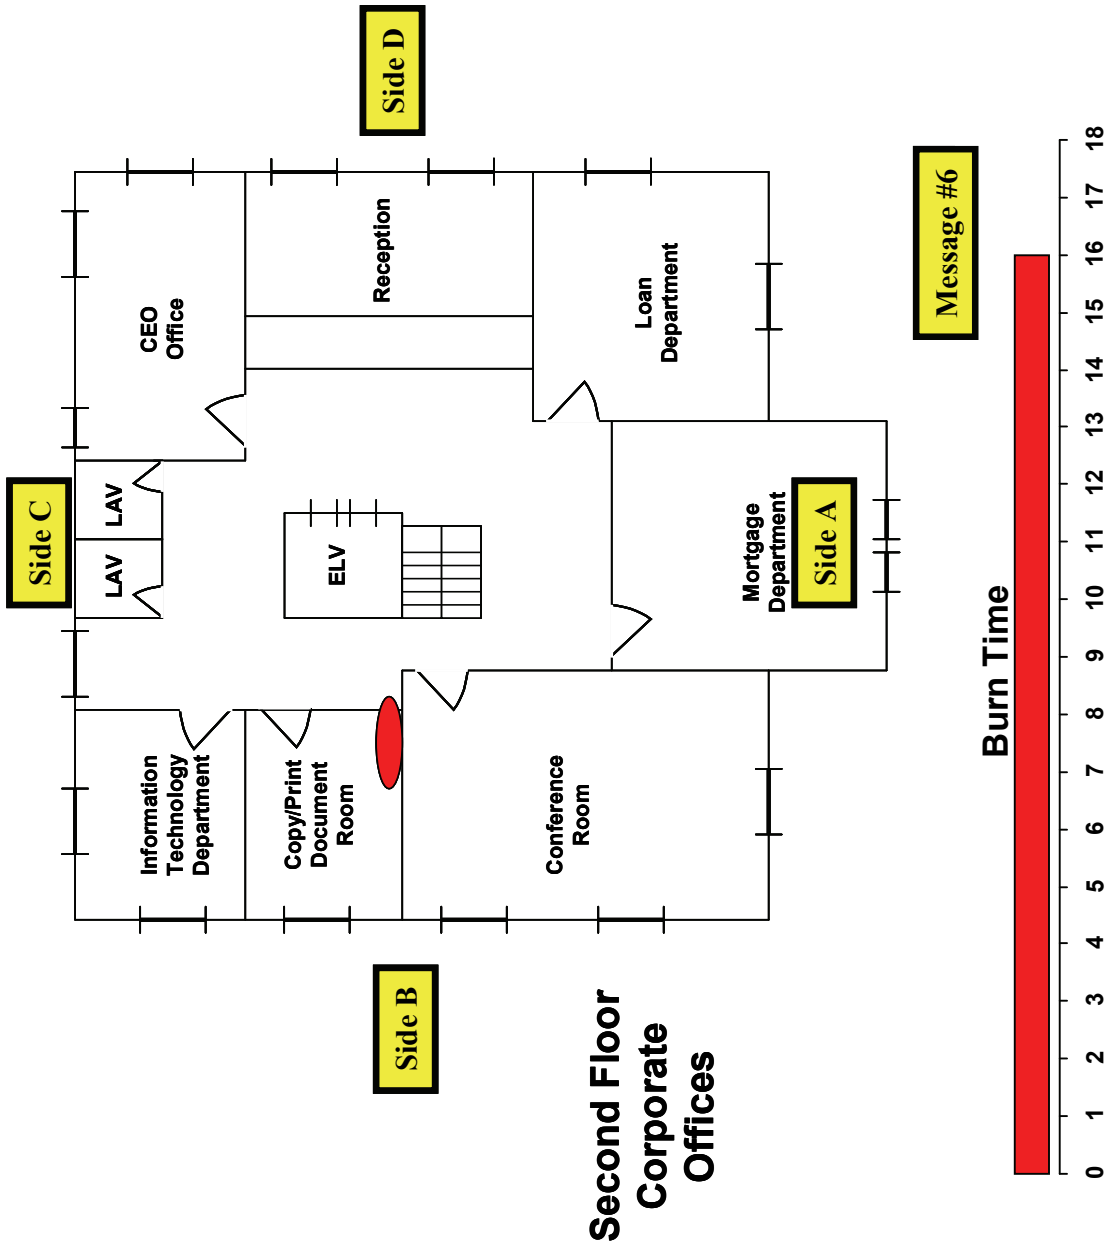 Side C
LAV
LAV
Information
Technology
Department
CEO
Office
Copy/Print
Document
Room
ELV
Reception
Side B
Side D
Conference
Room
Second Floor
Corporate
Offices
Loan
Department
Mortgage
Department
Side A
Message #6
Burn Time
0 1 2 3 4 5 6 7 8 9 10 11 12 13 14 15 16 17 18